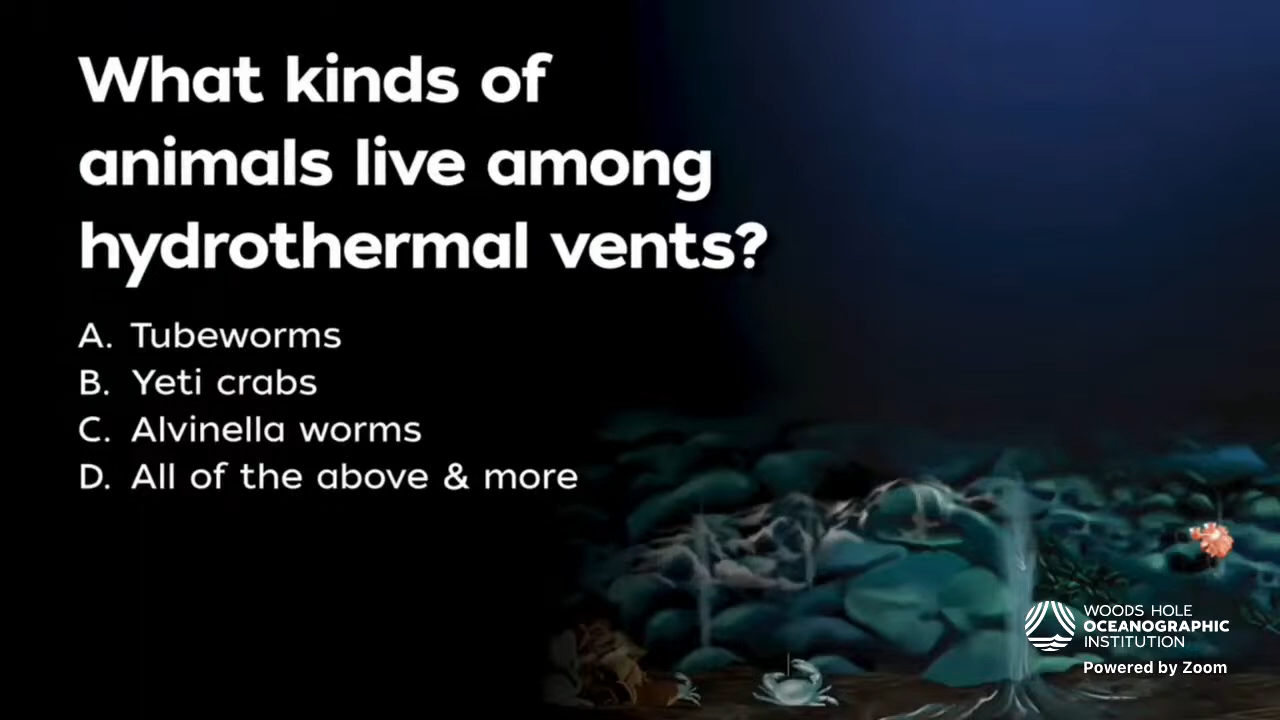 What kinds of
animals live among
hydrothermal vents?
A. Tubeworms
B. Yeti crabs
C. Alvinella worms
D. All of the above & more
WOODS HOLE
OCEANOGRAPHIC
INSTITUTION
Powered by Zoom